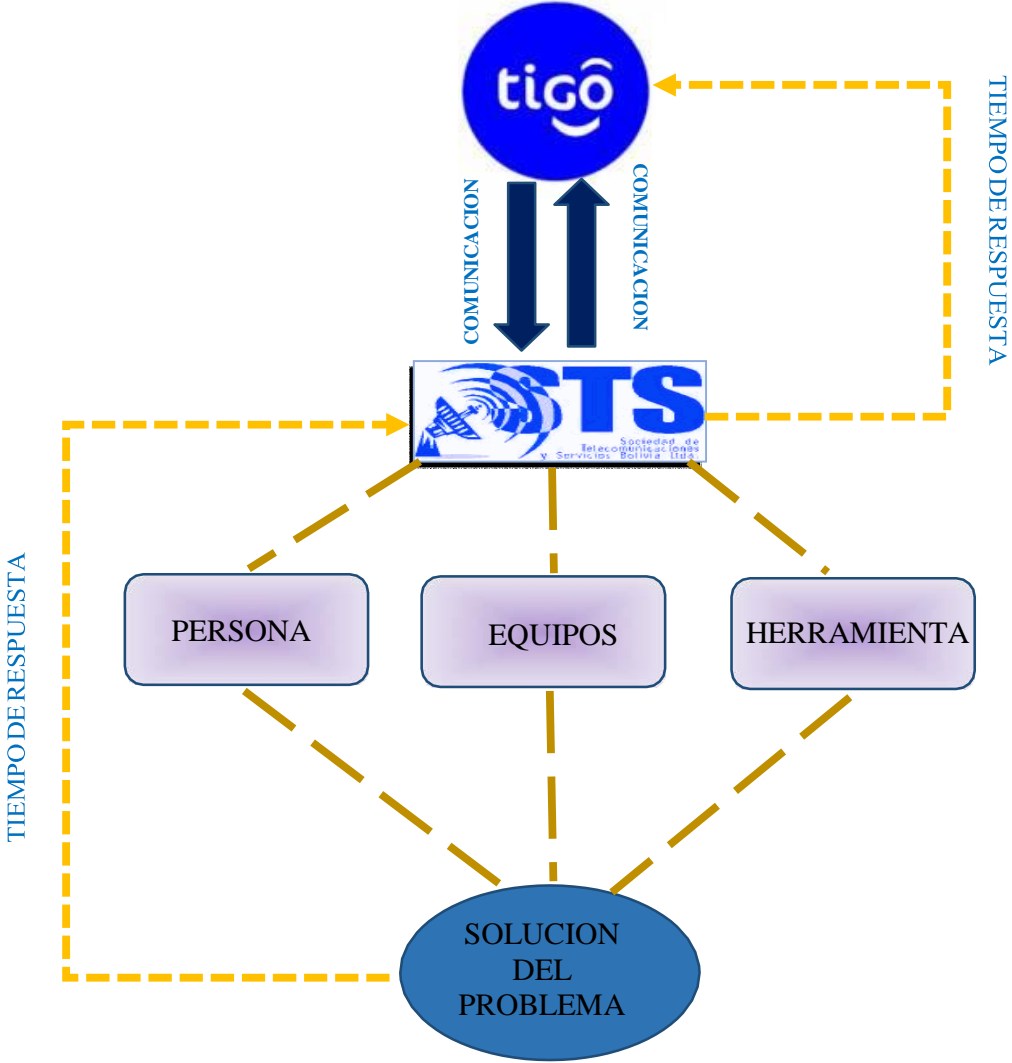 tigô
COMUNICACION
COMUNICACION
TIEMPO DE RESPUESTA
STS
Sociedad de
Telecomunicaciones
y Servicios Bolivia Ltda.
PERSONA
EQUIPOS
HERRAMIENTA
TIEMPO DE RESPUESTA
SOLUCION
DEL
PROBLEMA